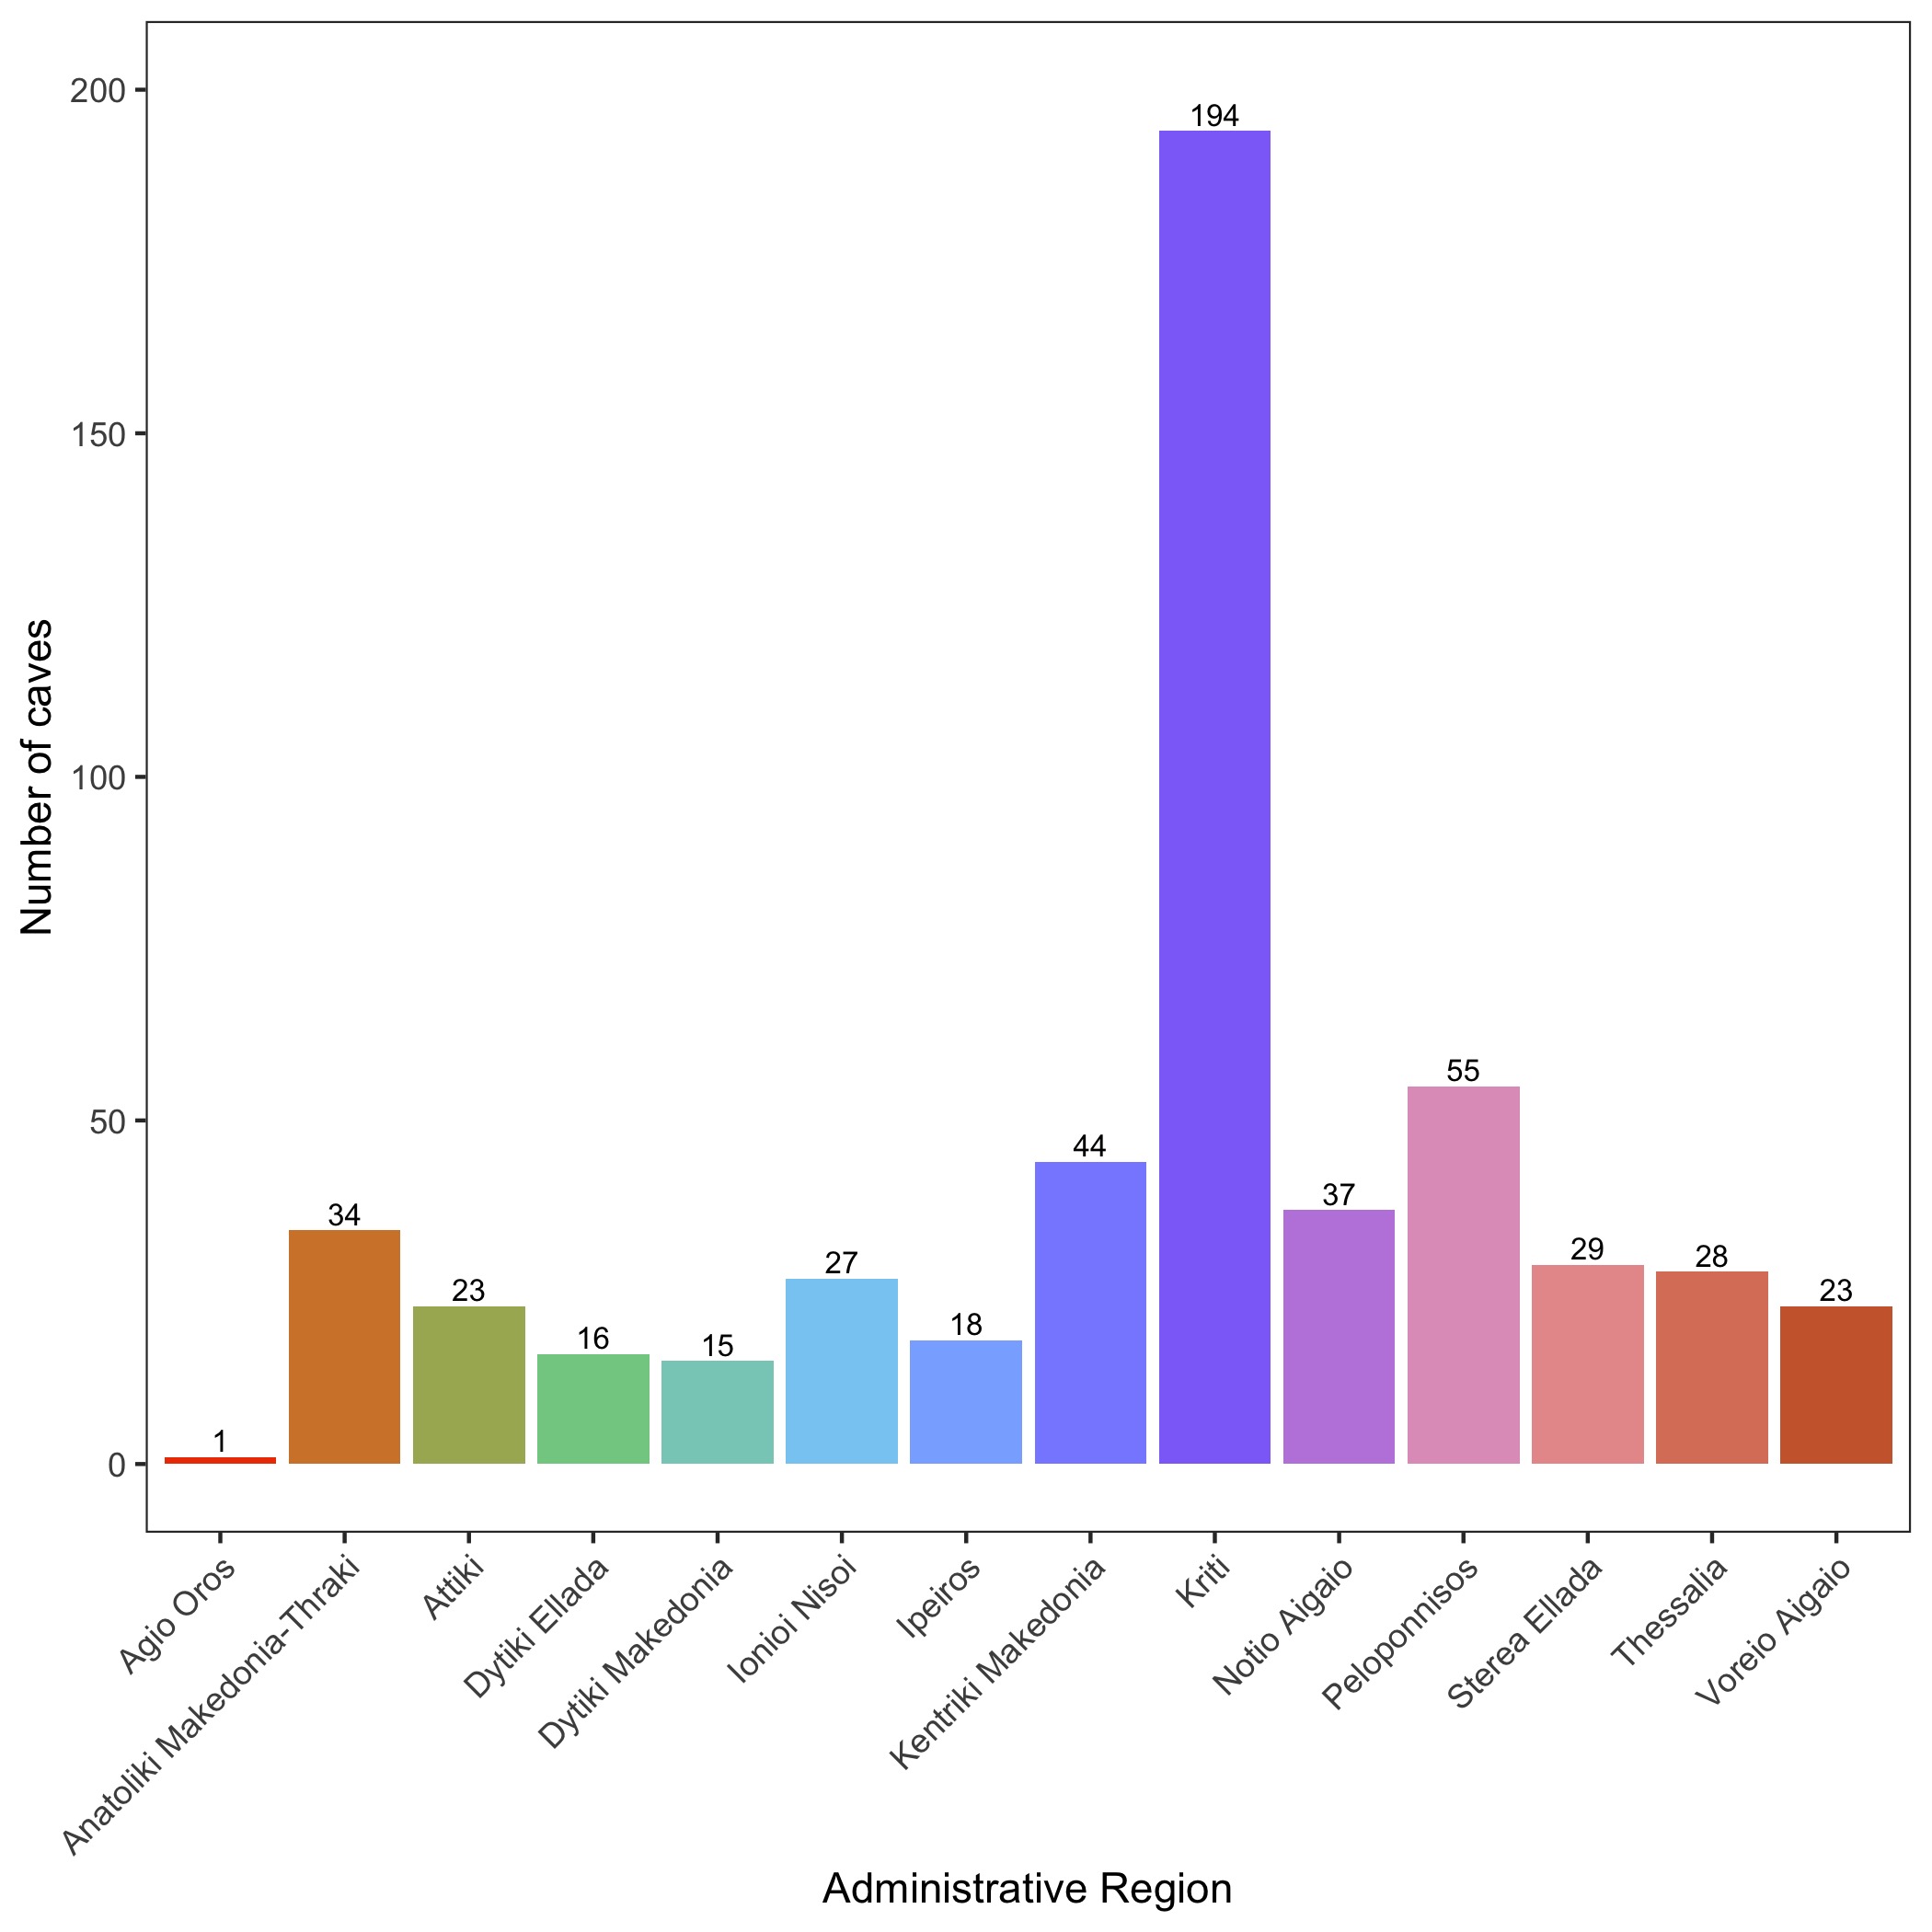 Number of caves
200
150
100
50
0
1
34
23
16
15
27
18
44
194
37
55
29
28
23
Agio Oros
Anatoliki Makedonia-Thraki
Attiki
Dytiki Ellada
Dytiki Makedonia
Ionioi Nisoi
Ipeiros
Kentriki Makedonia
Kriti
Notio Aigaio
Peloponnisos
Sterea Ellada
Thessalia
Voreio Aigaio
Administrative Region